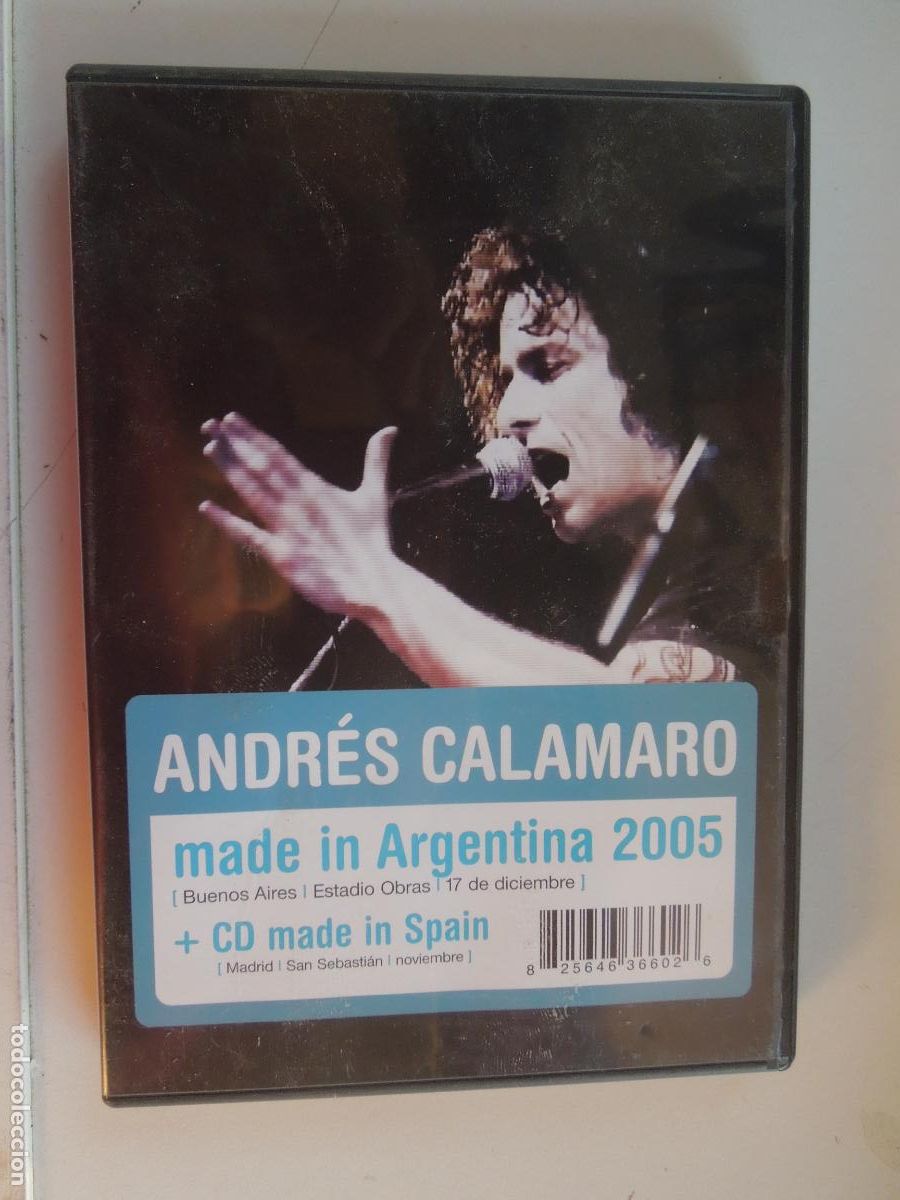 ANDRÉS CALAMARO
made in Argentina 2005
[ Buenos Aires | Estadio Obras | 17 de diciembre ]
+ CD made in Spain
[ Madrid | San Sebastián | noviembre ]
8 25646 36602 6
todocoleccion